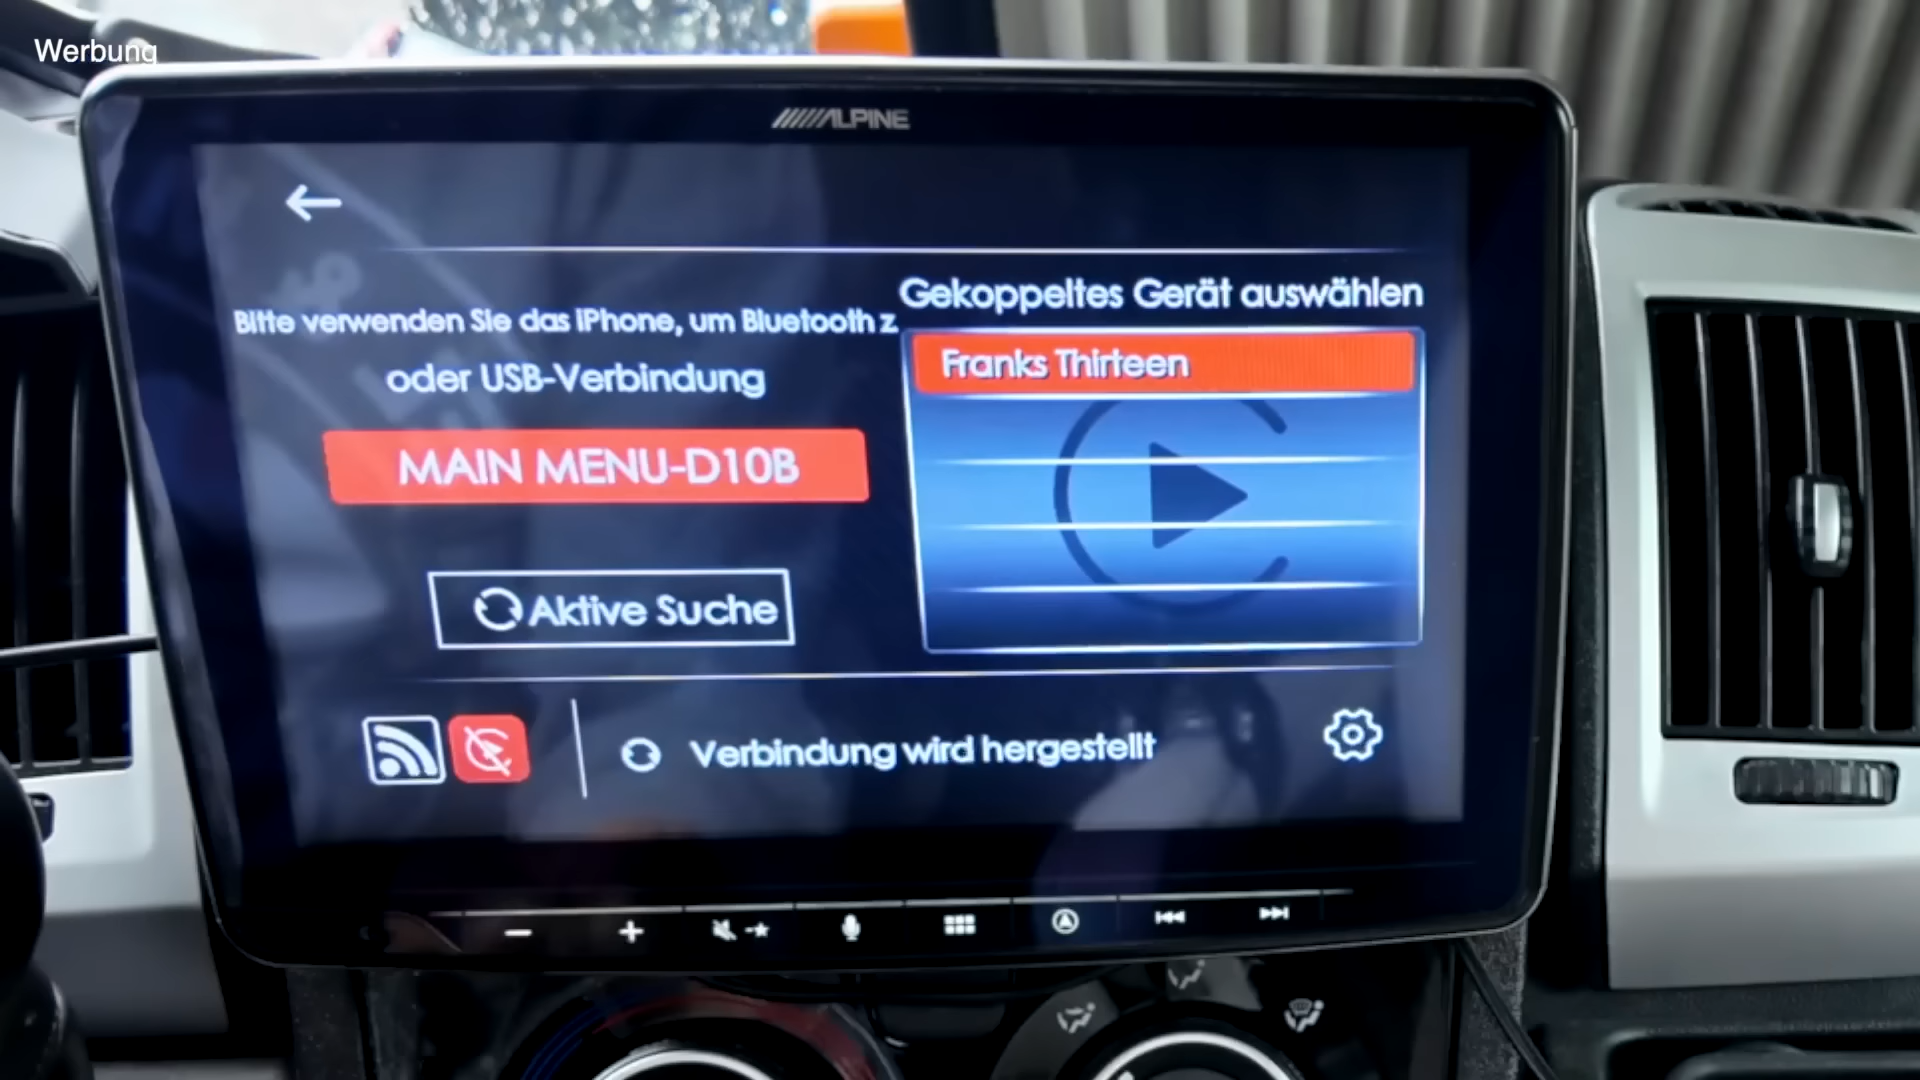 Werbung
ALPINE
Bitte verwenden Sie das iPhone, um Bluetooth z
oder USB-Verbindung
MAIN MENU-D10B
Aktive Suche
Gekoppeltes Gerät auswählen
Franks Thirteen
Verbindung wird hergestellt